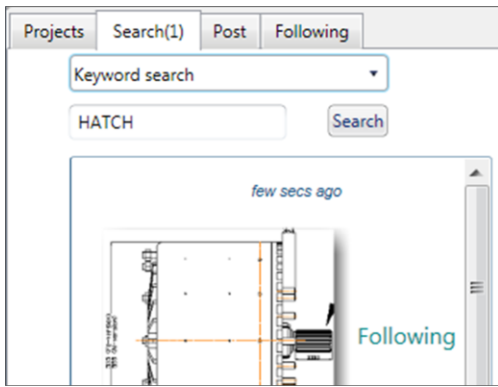 Projects Search(1) Post Following
Keyword search
HATCH Search
few secs ago
Following